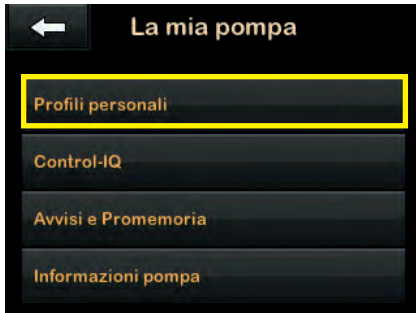 La mia pompa
Profili personali
Control-IQ
Avvisi e Promemoria
Informazioni pompa